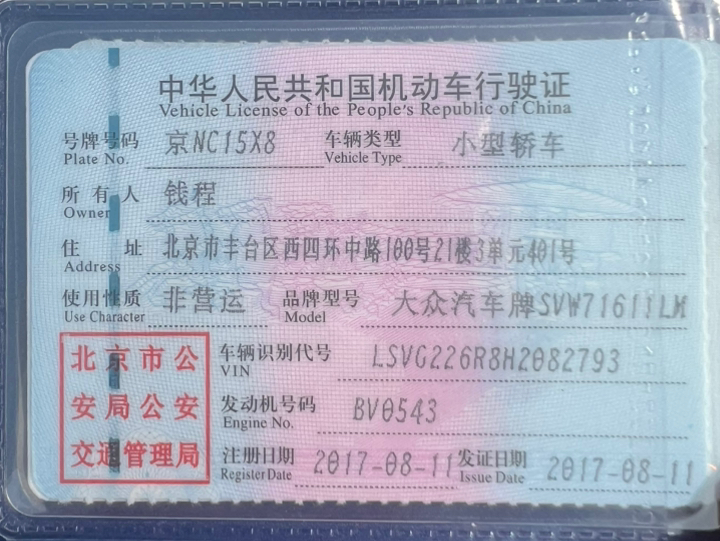 中华人民共和国机动车行驶证
Vehicle License of the People's Republic of China
号牌号码 京NC15X8 车辆类型 小型轿车
Plate No. Vehicle Type
所有人 钱程
Owner
住址 北京市丰台区西四环中路100号21楼3单元401号
Address
使用性质 非营运 品牌型号 大众汽车牌SVW71611LM
Use Character Model
北京市公安局公安交通管理局
车辆识别代号 LSVG226R8H2082793
VIN
发动机号码 BV0543
Engine No.
注册日期 2017-08-11 发证日期 2017-08-11
Register Date Issue Date